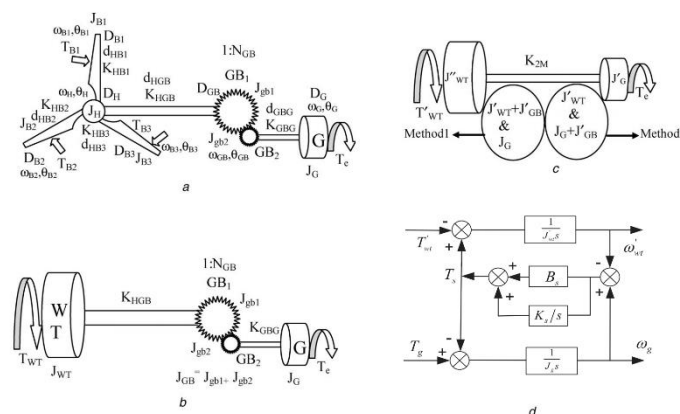 J_B1
ω_B1,θ_B1
D_B1
T_B1
d_HB1
K_HB1
ω_H,θ_H
D_H
J_H
K_HB2
d_HB2
J_B2
D_B2
T_B2
ω_B2,θ_B2
K_HB3
d_HB3
T_B3
D_B3
J_B3
ω_B3,θ_B3
d_HGB
K_HGB
1:N_GB
GB_1
D_GB
J_gb1
J_gb2
ω_GB,θ_GB
GB_2
d_GBG
K_GBG
D_G
ω_G,θ_G
G
J_G
T_e
a
W
T
T_WT
J_WT
K_HGB
1:N_GB
GB_1
J_gb1
J_gb2
GB_2
J_GB = J_gb1 + J_gb2
K_GBG
G
J_G
T_e
b
J''_WT
K_2M
J'_G
T'_WT
T_e
J'_WT+J'_GB
&
J_G
J'_WT
&
J_G+J'_GB
Method1
Method
c
T'_wt
-
+
1/J_wt s
ω'_wt
T_s
+
+
B_s
K_s/s
-
+
T_g
-
+
1/J_g s
ω_g
d